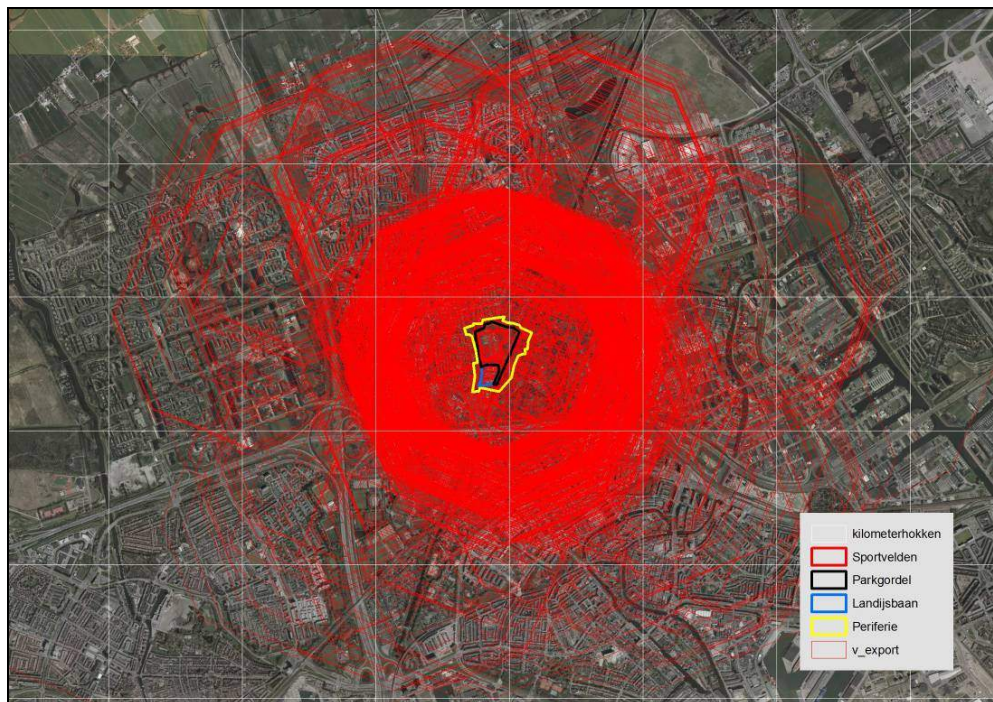 kilometerhokken
Sportvelden
Parkgordel
Landijsbaan
Periferie
v_export